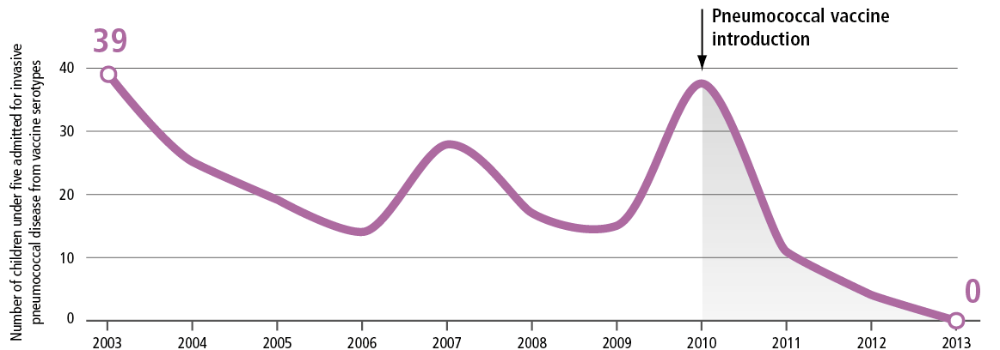 Pneumococcal vaccine
introduction
39
Number of children under five admitted for invasive
pneumococcal disease from vaccine serotypes
40
30
20
10
0
0
2003 2004 2005 2006 2007 2008 2009 2010 2011 2012 2013